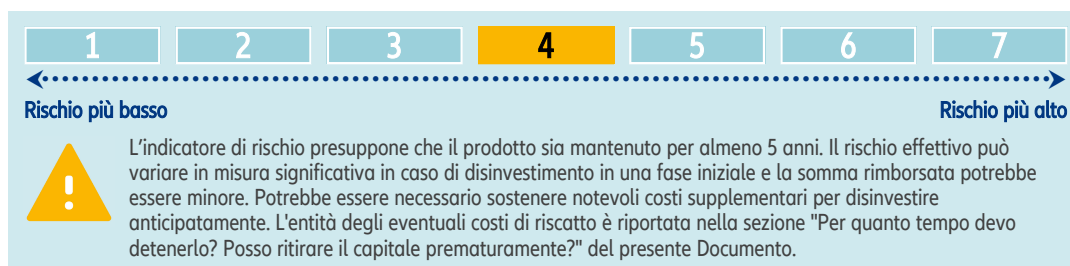 1 2 3 4 5 6 7
Rischio più basso Rischio più alto
L'indicatore di rischio presuppone che il prodotto sia mantenuto per almeno 5 anni. Il rischio effettivo può
variare in misura significativa in caso di disinvestimento in una fase iniziale e la somma rimborsata potrebbe
essere minore. Potrebbe essere necessario sostenere notevoli costi supplementari per disinvestire
anticipatamente. L'entità degli eventuali costi di riscatto è riportata nella sezione "Per quanto tempo devo
detenerlo? Posso ritirare il capitale prematuramente?" del presente Documento.